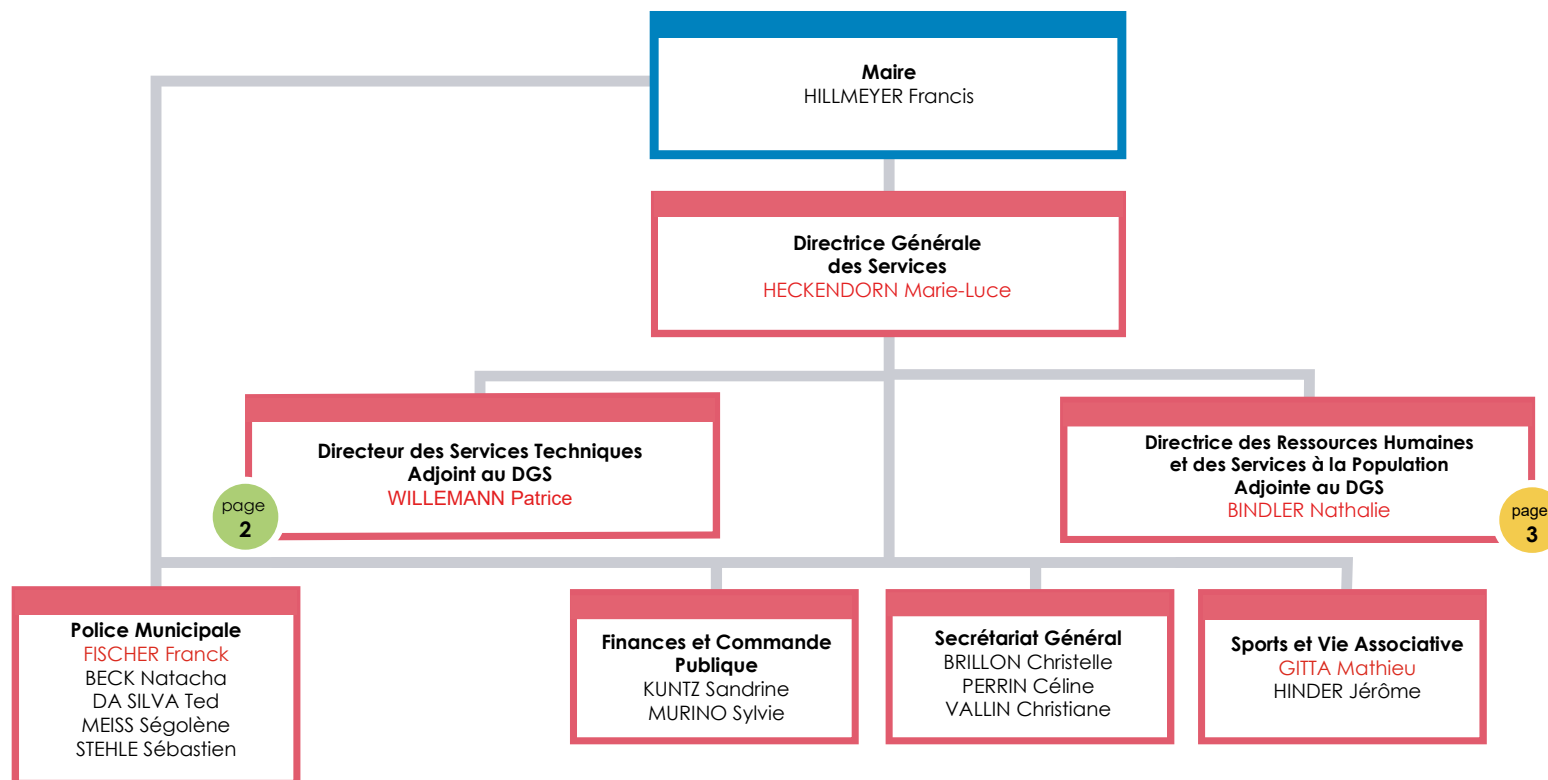 Maire
HILLMEYER Francis
Directrice Générale
des Services
HECKENDORN Marie-Luce
Directeur des Services Techniques
Adjoint au DGS
WILLEMANN Patrice
page
2
Directrice des Ressources Humaines
et des Services à la Population
Adjointe au DGS
BINDLER Nathalie
page
3
Police Municipale
FISCHER Franck
BECK Natacha
DA SILVA Ted
MEISS Ségolène
STEHLE Sébastien
Finances et Commande
Publique
KUNTZ Sandrine
MURINO Sylvie
Secrétariat Général
BRILLON Christelle
PERRIN Céline
VALLIN Christiane
Sports et Vie Associative
GITTA Mathieu
HINDER Jérôme